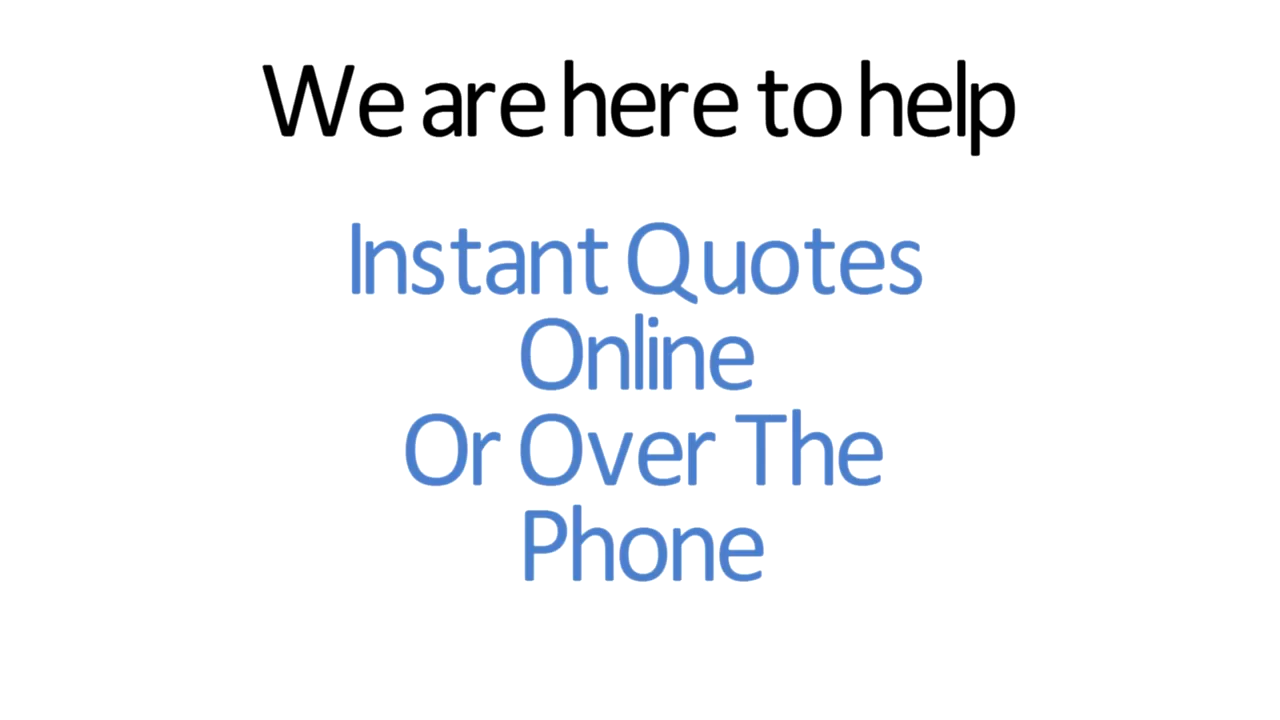 We are here to help
Instant Quotes
Online
Or Over The
Phone